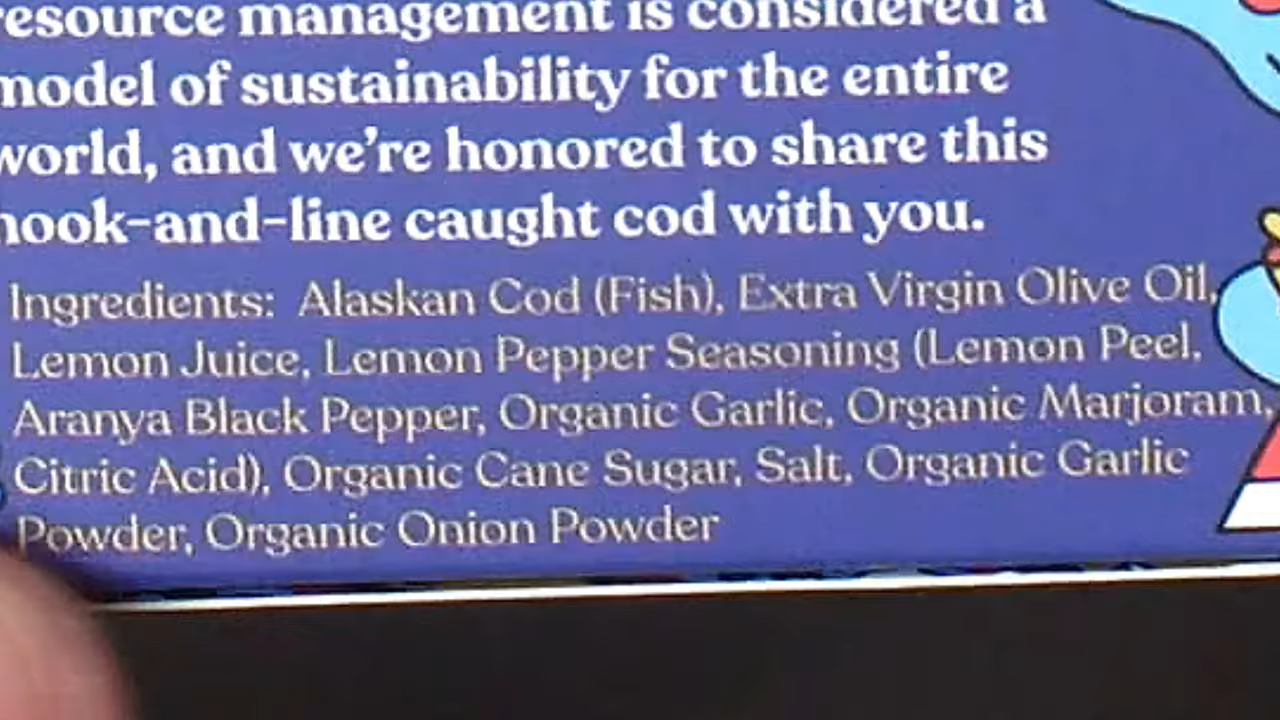 resource management is considered a
model of sustainability for the entire
world, and we're honored to share this
hook-and-line caught cod with you.
Ingredients: Alaskan Cod (Fish), Extra Virgin Olive Oil,
Lemon Juice, Lemon Pepper Seasoning (Lemon Peel,
Aranya Black Pepper, Organic Garlic, Organic Marjoram,
Citric Acid), Organic Cane Sugar, Salt, Organic Garlic
Powder, Organic Onion Powder